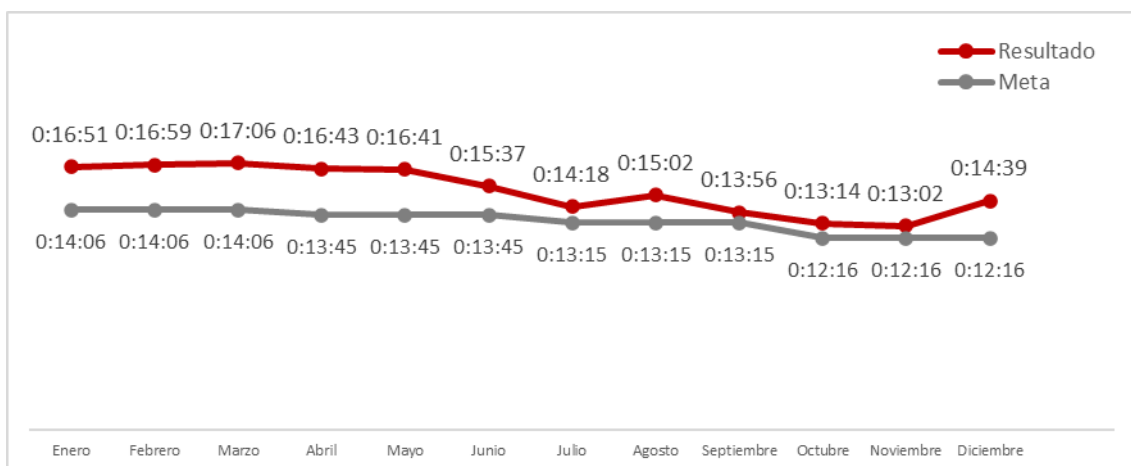 Resultado
Meta
0:16:51 0:16:59 0:17:06 0:16:43 0:16:41 0:15:37 0:14:18 0:15:02 0:13:56 0:13:14 0:13:02 0:14:39
0:14:06 0:14:06 0:14:06 0:13:45 0:13:45 0:13:45 0:13:15 0:13:15 0:13:15 0:12:16 0:12:16 0:12:16
Enero Febrero Marzo Abril Mayo Junio Julio Agosto Septiembre Octubre Noviembre Diciembre